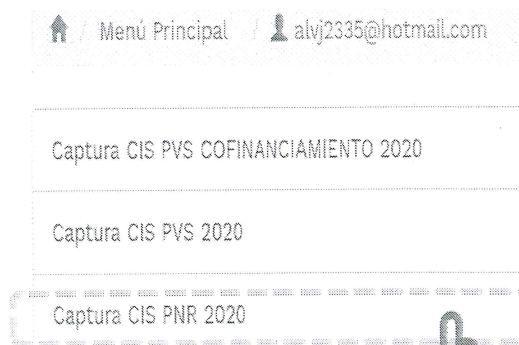 Menú Principal / alvj2335@hotmail.com
Captura CIS PVS COFINANCIAMIENTO 2020
Captura CIS PVS 2020
Captura CIS PNR 2020